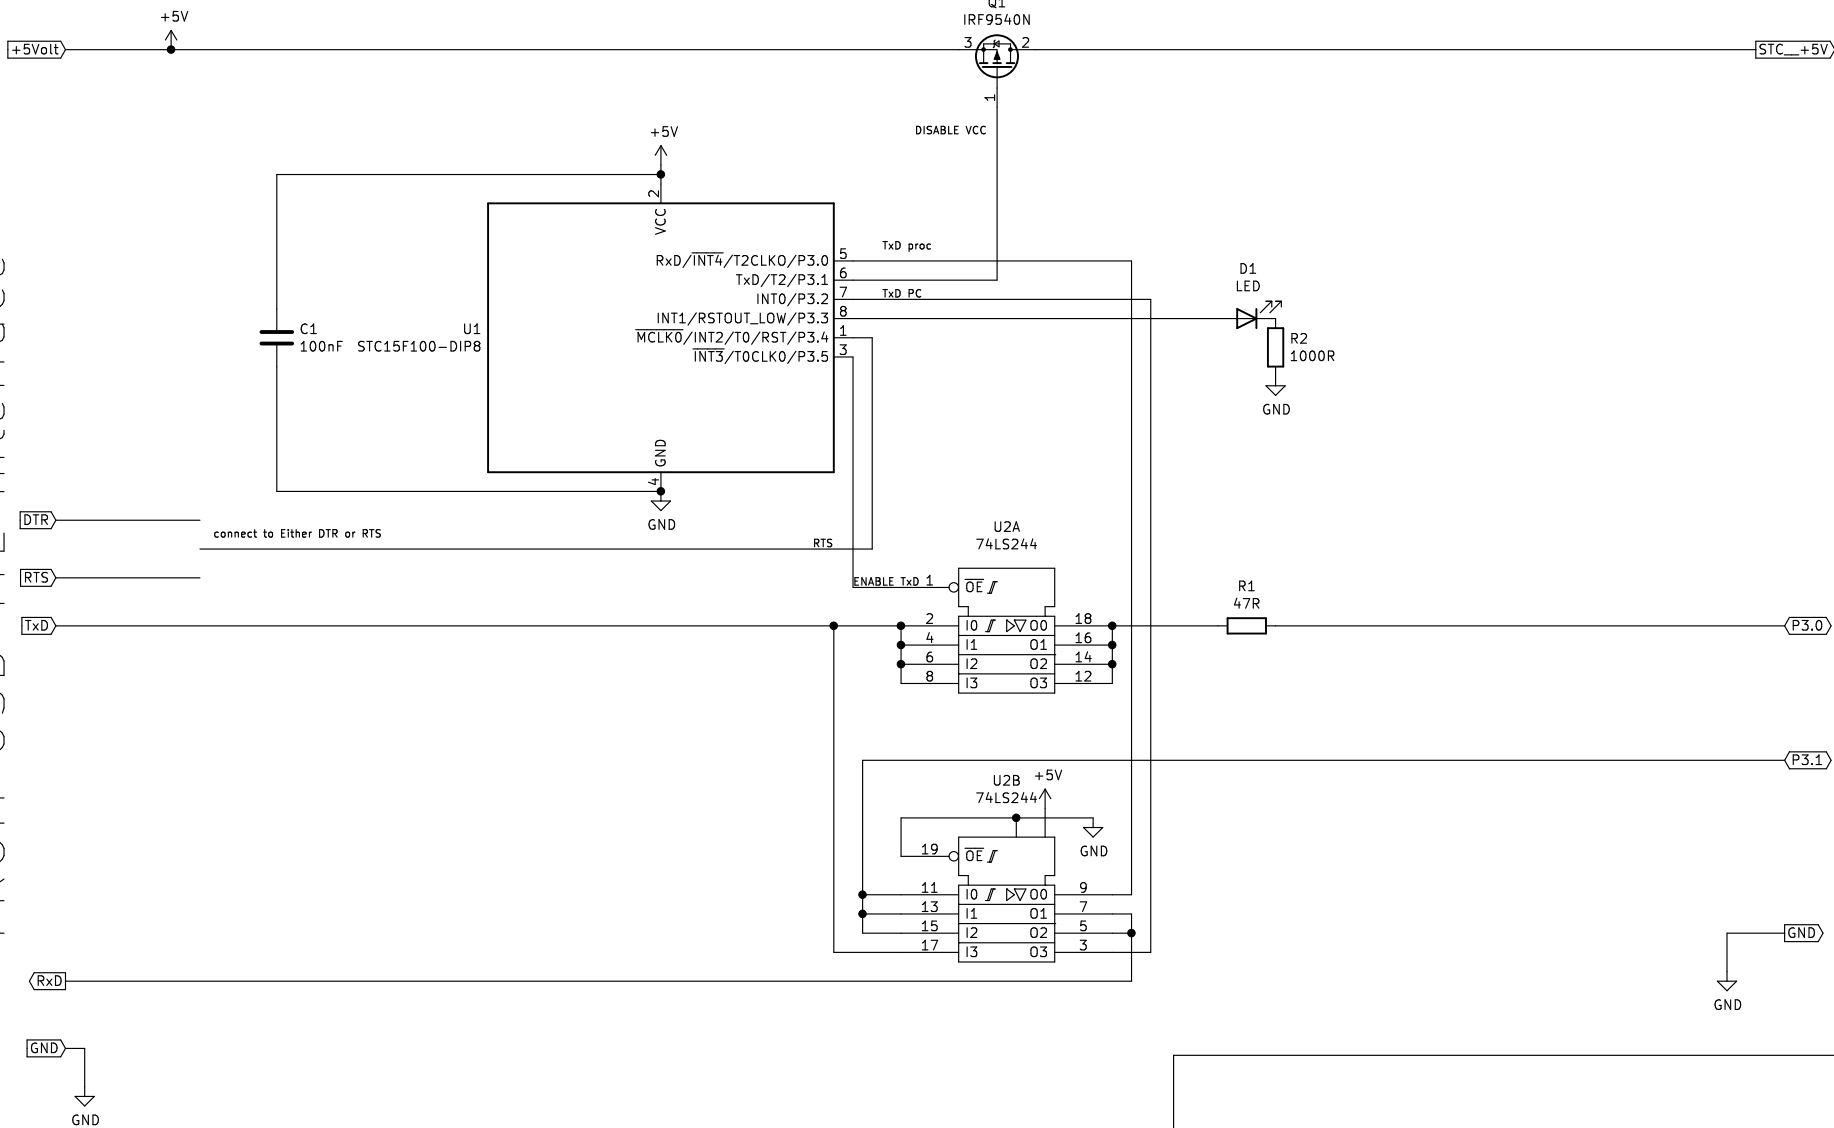 Q1
IRF9540N
+5V
+5Volt
3
2
STC__+5V
1
DISABLE VCC
+5V
2
VCC
TxD proc
RxD/INT4/T2CLKO/P3.0 5
TxD/T2/P3.1 6
INT0/P3.2 7
TxD PC
INT1/RSTOUT_LOW/P3.3 8
MCLKO/INT2/T0/RST/P3.4 1
INT3/T0CLKO/P3.5 3
D1
LED
R2
1000R
GND
C1
100nF
U1
STC15F100-DIP8
GND
4
GND
DTR
connect to Either DTR or RTS
RTS
RTS
U2A
74LS244
ENABLE TxD 1
OE
R1
47R
TxD
2 I0 O0 18
4 I1 O1 16
6 I2 O2 14
8 I3 O3 12
P3.0
P3.1
U2B
74LS244
+5V
GND
19
OE
11 I0 O0 9
13 I1 O1 7
15 I2 O2 5
17 I3 O3 3
GND
GND
RxD
GND
GND